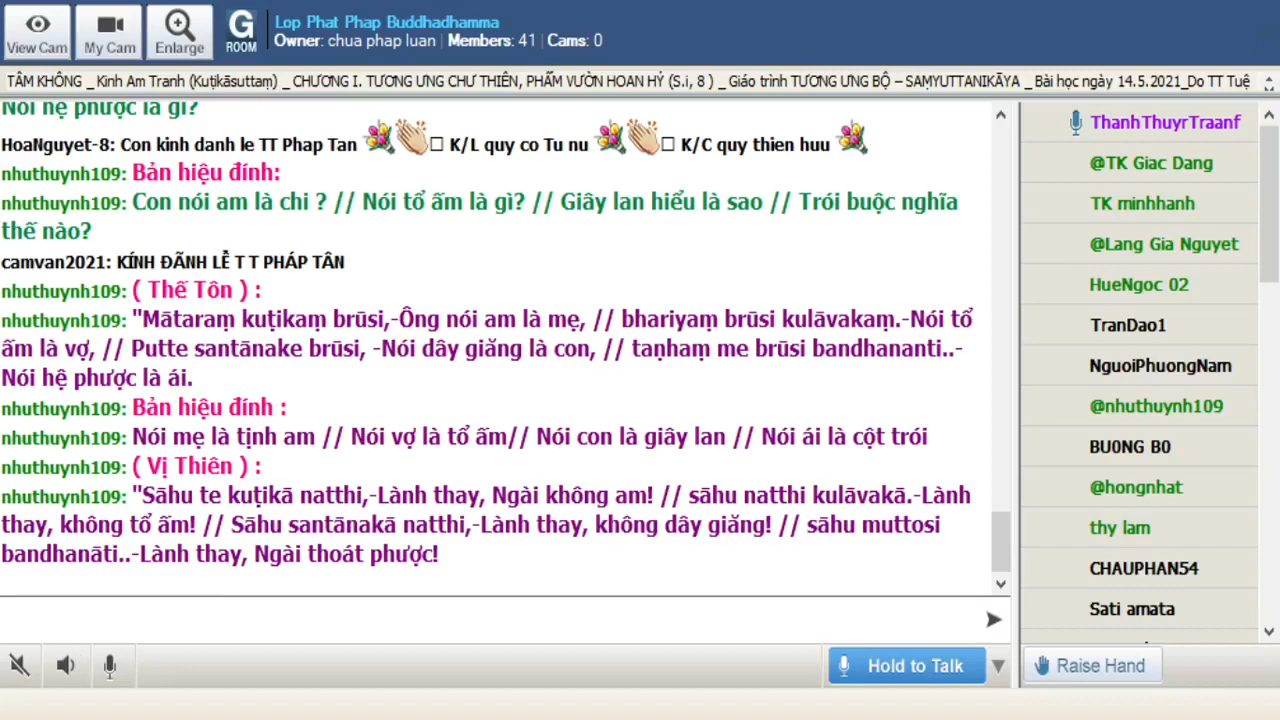 View Cam
My Cam
Enlarge
G
ROOM
Lop Phat Phap Buddhadhamma
Owner: chua phap luan | Members: 41 | Cams: 0
TÂM KHÔNG _ Kinh Am Tranh (Kuṭikāsuttaṃ) _ CHƯƠNG I. TƯƠNG ƯNG CHƯ THIÊN, PHẨM VƯỜN HOAN HỶ (S.i, 8 ) _ Giáo trình TƯƠNG ƯNG BỘ – SAṂYUTTANIKĀYA _ Bài học ngày 14.5.2021_Do TT Tuệ
Nói hệ phược là gì?
HoaNguyet-8: Con kinh danh le TT Phap Tan K/L quy co Tu nu K/C quy thien huu
nhuthuynh109: Bản hiệu đính:
nhuthuynh109: Con nói am là chi ? // Nói tổ ấm là gì? // Giây lan hiểu là sao // Trói buộc nghĩa
thế nào?
camvan2021: KÍNH ĐÃNH LỄ T T PHÁP TÂN
nhuthuynh109: ( Thế Tôn ) :
nhuthuynh109: "Mātaraṃ kuṭikaṃ brūsi,-Ông nói am là mẹ, // bhariyaṃ brūsi kulāvakaṃ.-Nói tổ
ấm là vợ, // Putte santānake brūsi, -Nói dây giăng là con, // taṇhaṃ me brūsi bandhananti..-
Nói hệ phược là ái.
nhuthuynh109: Bản hiệu đính :
nhuthuynh109: Nói mẹ là tịnh am // Nói vợ là tổ ấm// Nói con là giây lan // Nói ái là cột trói
nhuthuynh109: ( Vị Thiên ) :
nhuthuynh109: "Sāhu te kuṭikā natthi,-Lành thay, Ngài không am! // sāhu natthi kulāvakā.-Lành
thay, không tổ ấm! // Sāhu santānakā natthi,-Lành thay, không dây giăng! // sāhu muttosi
bandhanāti..-Lành thay, Ngài thoát phược!
ThanhThuyrTraanf
@TK Giac Dang
TK minhhanh
@Lang Gia Nguyet
HueNgoc 02
TranDao1
NguoiPhuongNam
@nhuthuynh109
BU0NG B0
@hongnhat
thy lam
CHAUPHAN54
Sati amata
Hold to Talk
Raise Hand